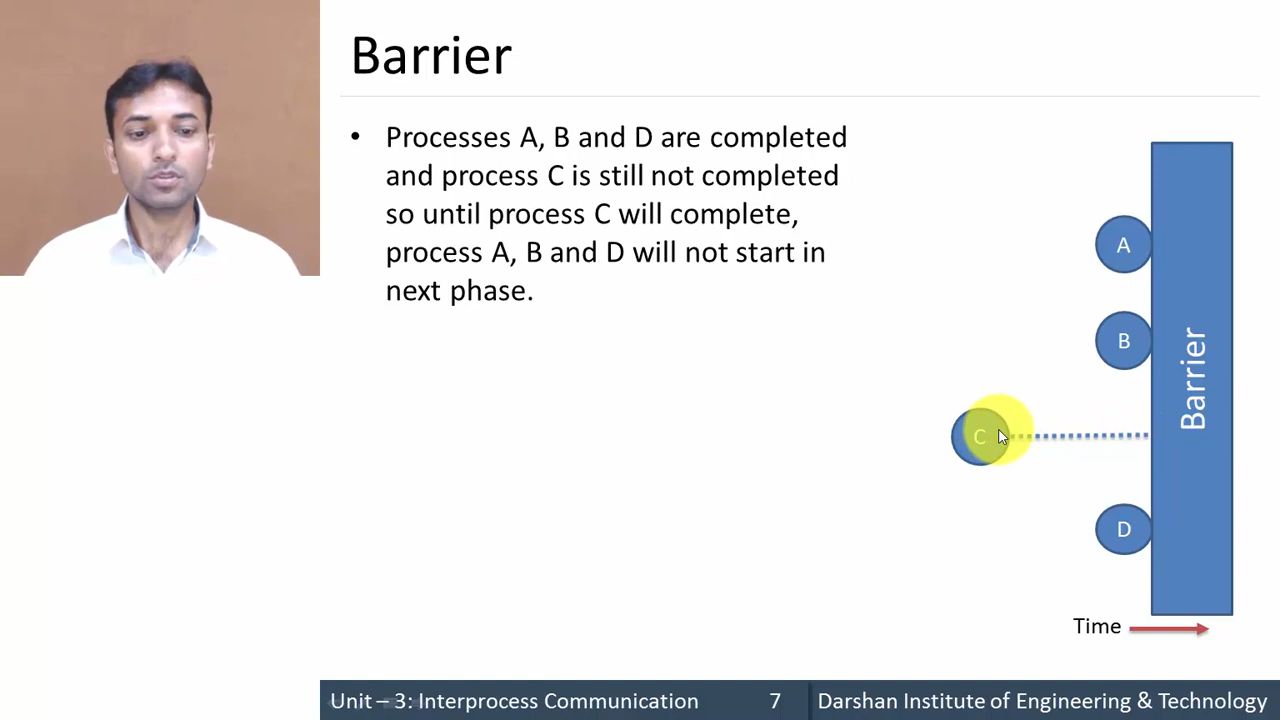 Barrier
• Processes A, B and D are completed
and process C is still not completed
so until process C will complete,
process A, B and D will not start in
next phase.
A
B
Barrier
C
D
Time
Unit – 3: Interprocess Communication 7 Darshan Institute of Engineering & Technology